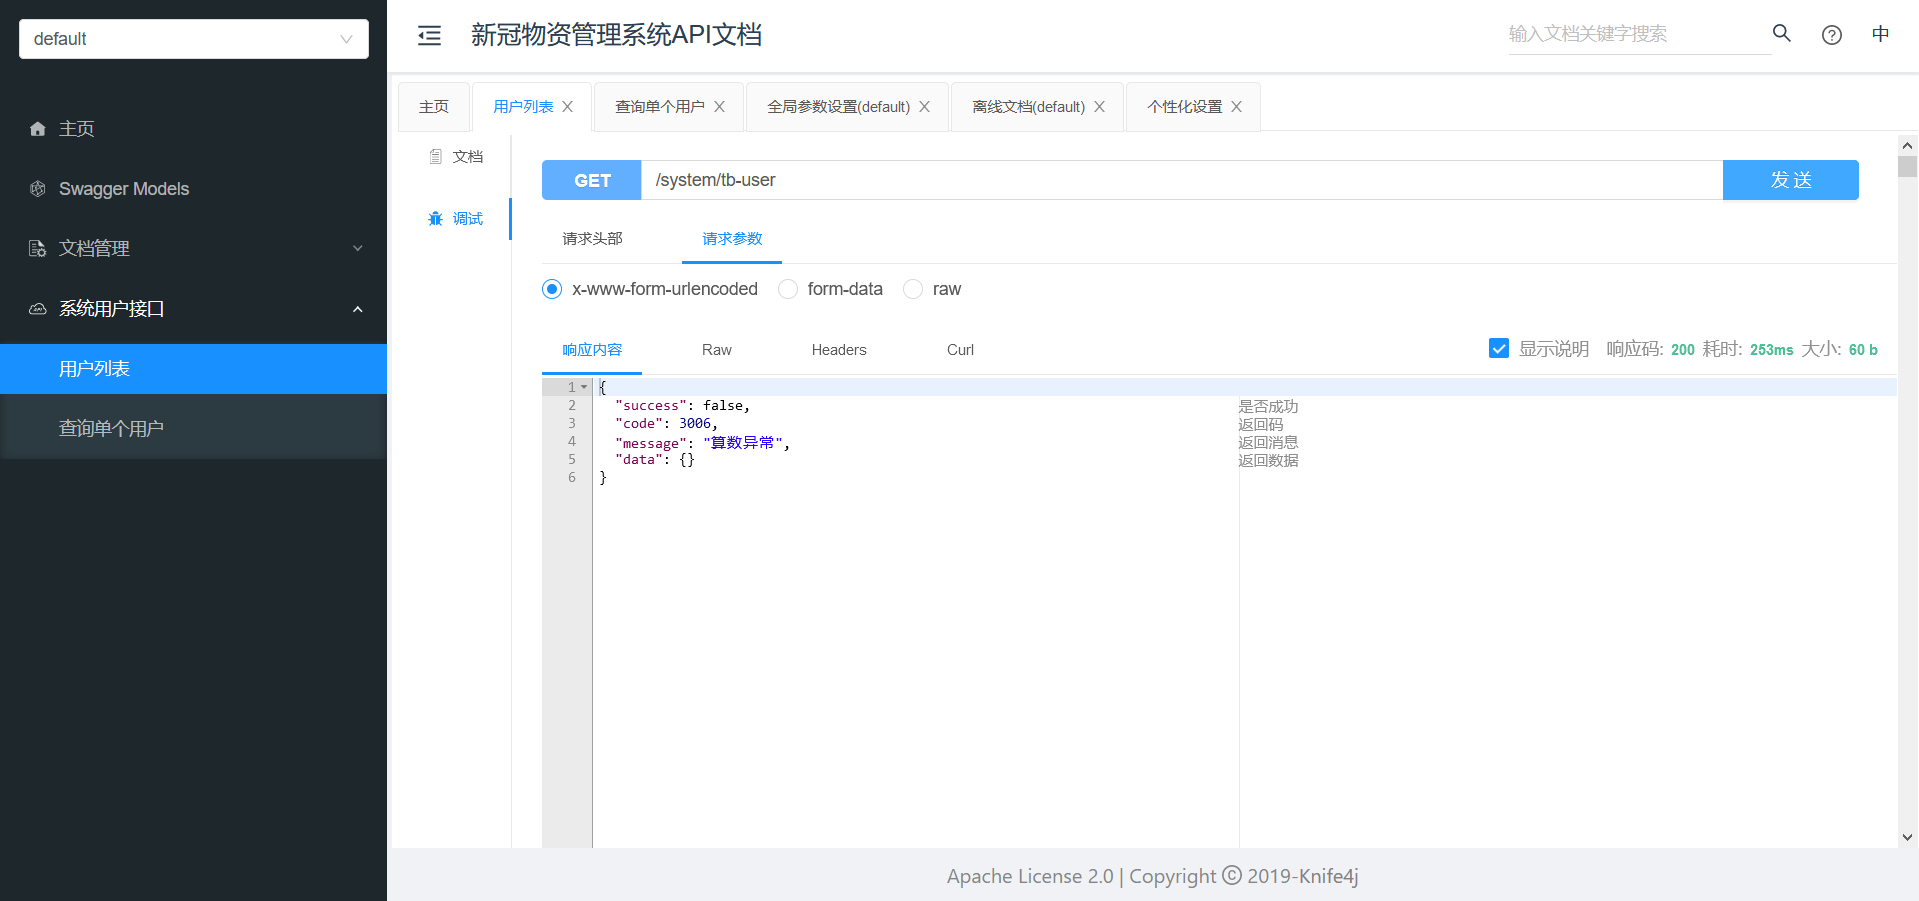 default
新冠物资管理系统API文档
输入文档关键字搜索
中
主页
Swagger Models
文档管理
系统用户接口
用户列表
查询单个用户
主页
用户列表
查询单个用户
全局参数设置(default)
离线文档(default)
个性化设置
文档
调试
GET
/system/tb-user
发 送
请求头部
请求参数
x-www-form-urlencoded
form-data
raw
响应内容
Raw
Headers
Curl
显示说明
响应码: 200 耗时: 253ms 大小: 60 b
1 {
2 "success": false, 是否成功
3 "code": 3006, 返回码
4 "message": "算数异常", 返回消息
5 "data": {} 返回数据
6 }
Apache License 2.0 | Copyright © 2019-Knife4j